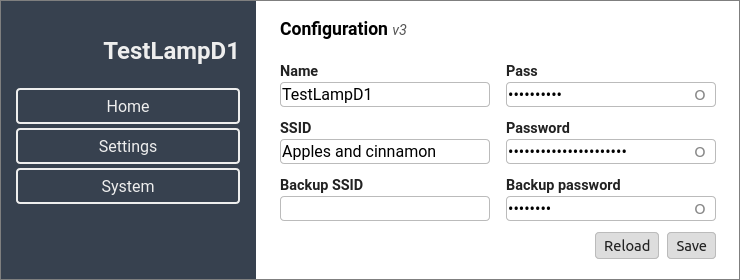 TestLampD1
Home
Settings
System
Configuration v3
Name
Pass
TestLampD1
•••••••••• O
SSID
Password
Apples and cinnamon
•••••••••••••••••••••• O
Backup SSID
Backup password
•••••••• O
Reload
Save